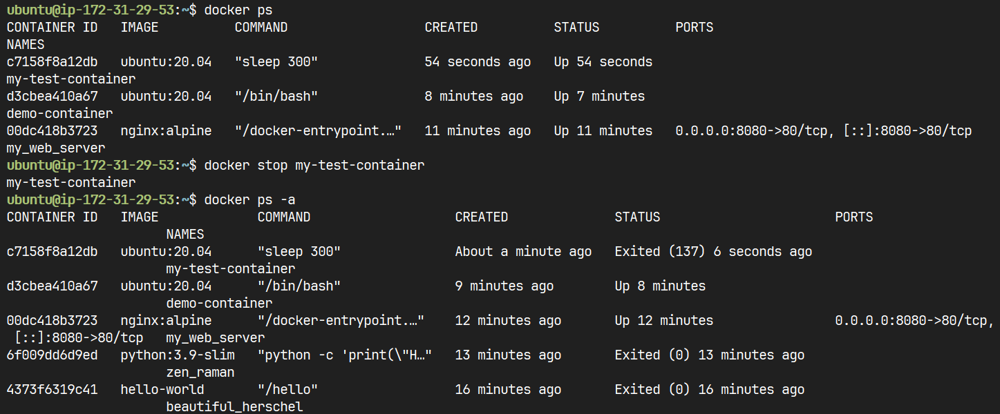 ubuntu@ip-172-31-29-53:~$ docker ps
CONTAINER ID   IMAGE          COMMAND                  CREATED          STATUS          PORTS
NAMES
c7158f8a12db   ubuntu:20.04   "sleep 300"              54 seconds ago   Up 54 seconds
my-test-container
d3cbea410a67   ubuntu:20.04   "/bin/bash"              8 minutes ago    Up 7 minutes
demo-container
00dc418b3723   nginx:alpine   "/docker-entrypoint.…"   11 minutes ago   Up 11 minutes   0.0.0.0:8080->80/tcp, [::]:8080->80/tcp
my_web_server
ubuntu@ip-172-31-29-53:~$ docker stop my-test-container
my-test-container
ubuntu@ip-172-31-29-53:~$ docker ps -a
CONTAINER ID   IMAGE             COMMAND                   CREATED              STATUS                       PORTS
                     NAMES
c7158f8a12db   ubuntu:20.04      "sleep 300"               About a minute ago   Exited (137) 6 seconds ago
                     my-test-container
d3cbea410a67   ubuntu:20.04      "/bin/bash"               9 minutes ago        Up 8 minutes
                     demo-container
00dc418b3723   nginx:alpine      "/docker-entrypoint.…"    12 minutes ago       Up 12 minutes                0.0.0.0:8080->80/tcp,
 [::]:8080->80/tcp   my_web_server
6f009dd6d9ed   python:3.9-slim   "python -c 'print(\"H…"   13 minutes ago       Exited (0) 13 minutes ago
                     zen_raman
4373f6319c41   hello-world       "/hello"                  16 minutes ago       Exited (0) 16 minutes ago
                     beautiful_herschel